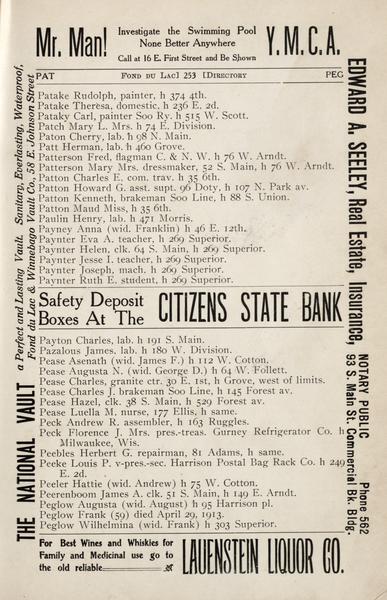 Mr. Man!
Investigate the Swimming Pool
None Better Anywhere
Call at 16 E. First Street and Be Shown
Y. M. C. A.
PAT FOND DU LAC] 253 [DIRECTORY PEG
Patake Rudolph, painter, h 374 4th.
Patake Theresa, domestic, h 236 E. 2d.
Pataky Carl, painter Soo Ry. h 515 W. Scott.
Patch Mary L. Mrs. h 74 E. Division.
Paton Cherry, lab. h 98 N. Main.
Patt Herman, lab. h 460 Grove.
Patterson Fred, flagman C. & N. W. h 76 W. Arndt.
Patterson Mary Mrs. dressmaker, 52 S. Main, h 76 W. Arndt.
Patton Charles E. com. trav. h 35 6th.
Patton Howard G. asst. supt. 96 Doty, h 107 N. Park av.
Patton Kenneth, brakeman Soo Line, h 88 S. Union.
Patton Maud Miss, h 35 6th.
Paulin Henry, lab. h 471 Morris.
Payney Anna (wid. Franklin) h 46 E. 12th.
Paynter Eva A. teacher, h 269 Superior.
Paynter Helen, clk. 64 S. Main, h 269 Superior.
Paynter Jesse I. teacher, h 269 Superior.
Paynter Joseph, mach. h 269 Superior.
Paynter Ruth E. student, h 269 Superior.
Safety Deposit
Boxes At The
CITIZENS STATE BANK
Payton Charles, lab. h 191 S. Main.
Pazalous James, lab. h 180 W. Division.
Pease Asenath (wid. James F.) h 112 W. Cotton.
Pease Augusta N. (wid. George D.) h 64 W. Follett.
Pease Charles, granite ctr. 30 E. 1st, h Grove, west of limits.
Pease Charles J. brakeman Soo Line, h 145 Forest av.
Pease Hazel, clk. 38 S. Main, h 529 Forest av.
Pease Luella M. nurse, 177 Ellis, h same.
Peck Andrew R. assembler, h 163 Ruggles.
Peck Florence J. Mrs. pres.-treas. Gurney Refrigerator Co. h
Milwaukee, Wis.
Peebles Herbert G. repairman, 81 Adams, h same.
Peeke Louis P. v-pres.-sec. Harrison Postal Bag Rack Co. h 249
E. 2d.
Peeler Hattie (wid. Andrew) h 75 W. Cotton.
Peerenboom James A. clk. 51 S. Main, h 149 E. Arndt.
Peglow Augusta (wid. August) h 95 Harrison pl.
Peglow Frank (59) died April 29, 1913.
Peglow Wilhelmina (wid. Frank) h 303 Superior.
For Best Wines and Whiskies for
Family and Medicinal use go to
the old reliable
LAUENSTEIN LIQUOR CO.
THE NATIONAL VAULT
a Perfect and Lasting Vault. Sanitary, Everlasting, Waterproof,
Fond du Lac & Winnebago Vault Co., 58 E. Johnson Street
EDWARD A. SEELEY, Real Estate, Insurance,
NOTARY PUBLIC Phone 562
93 S. Main St. Commercial Bk. Bldg.